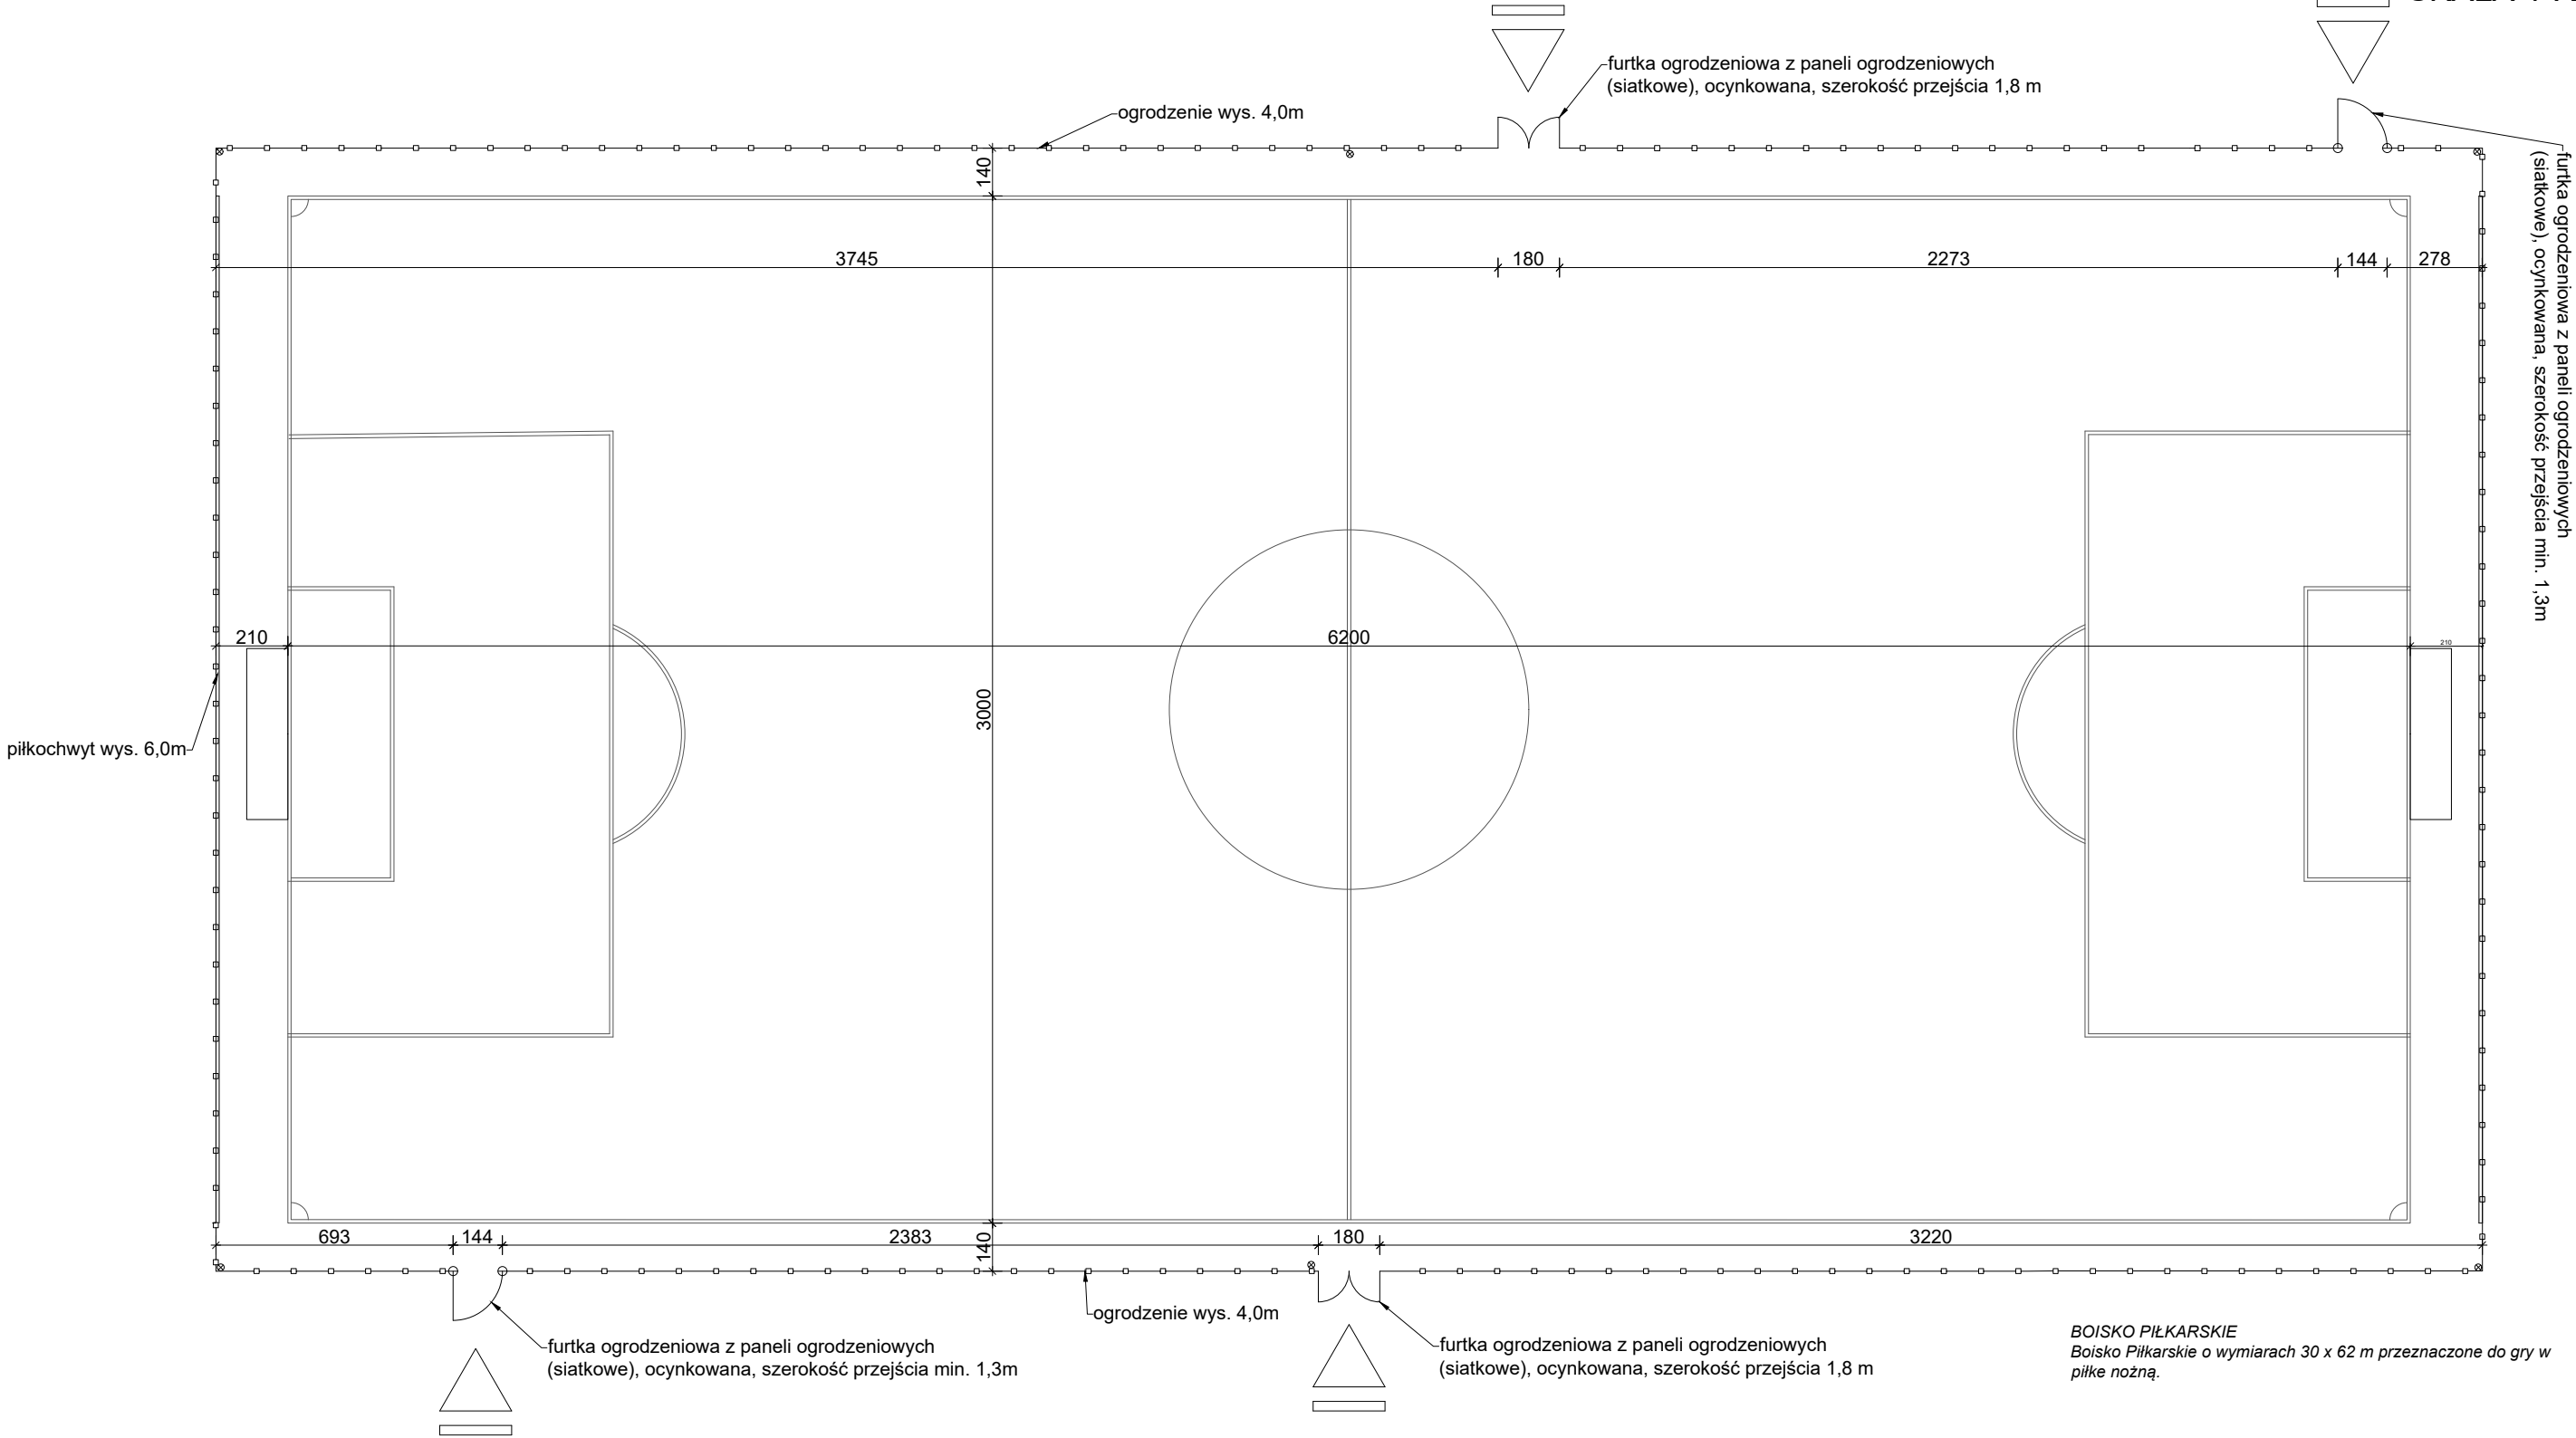 furtka ogrodzeniowa z paneli ogrodzeniowych
(siatkowe), ocynkowana, szerokość przejścia 1,8 m
ogrodzenie wys. 4,0m
furtka ogrodzeniowa z paneli ogrodzeniowych
(siatkowe), ocynkowana, szerokość przejścia min. 1,3m
140
3745
180
2273
144
278
210
6200
210
3000
piłkochwyt wys. 6,0m
693
144
2383
140
180
3220
ogrodzenie wys. 4,0m
furtka ogrodzeniowa z paneli ogrodzeniowych
(siatkowe), ocynkowana, szerokość przejścia min. 1,3m
furtka ogrodzeniowa z paneli ogrodzeniowych
(siatkowe), ocynkowana, szerokość przejścia 1,8 m
BOISKO PIŁKARSKIE
Boisko Piłkarskie o wymiarach 30 x 62 m przeznaczone do gry w
piłke nożną.